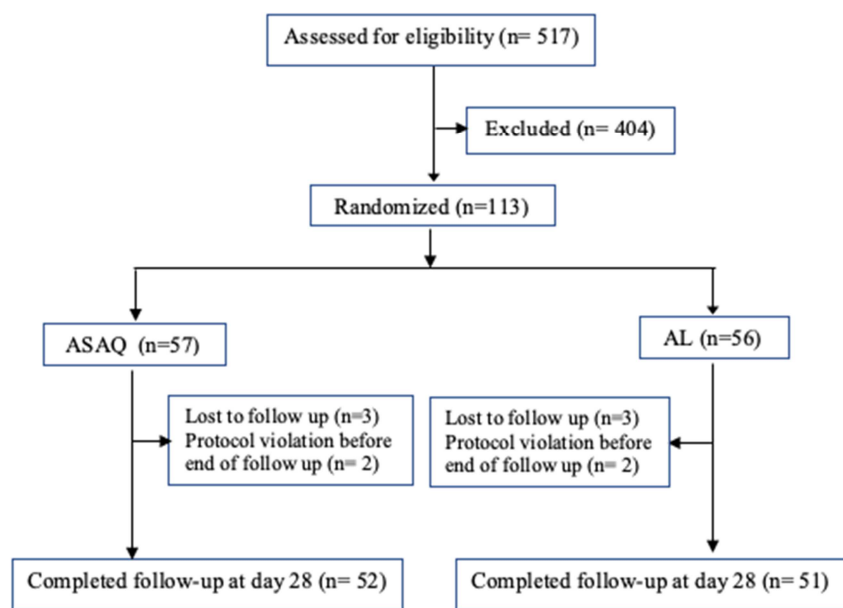 Assessed for eligibility (n= 517)
Excluded (n= 404)
Randomized (n=113)
ASAQ (n=57)
AL (n=56)
Lost to follow up (n=3)
Protocol violation before
end of follow up (n= 2)
Lost to follow up (n=3)
Protocol violation before
end of follow up (n= 2)
Completed follow-up at day 28 (n= 52)
Completed follow-up at day 28 (n= 51)